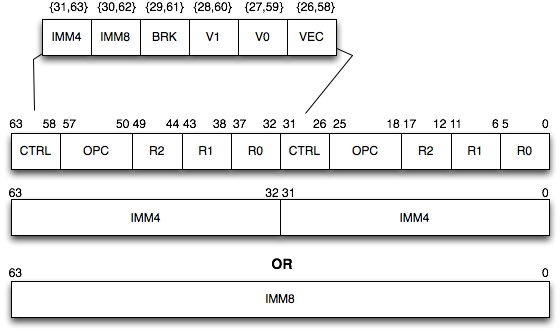 {31,63} {30,62} {29,61} {28,60} {27,59} {26,58}
IMM4 IMM8 BRK V1 V0 VEC
63 58 57 50 49 44 43 38 37 32 31 26 25 18 17 12 11 6 5 0
CTRL OPC R2 R1 R0 CTRL OPC R2 R1 R0
63 32 31 0
IMM4 IMM4
OR
63 0
IMM8